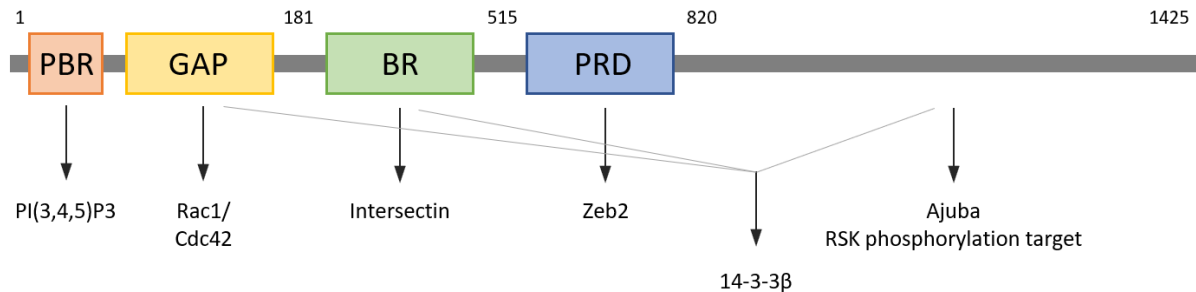 1 181 515 820 1425
PBR GAP BR PRD
PI(3,4,5)P3 Rac1/ Intersectin Zeb2 Ajuba
Cdc42 RSK phosphorylation target
14-3-3β